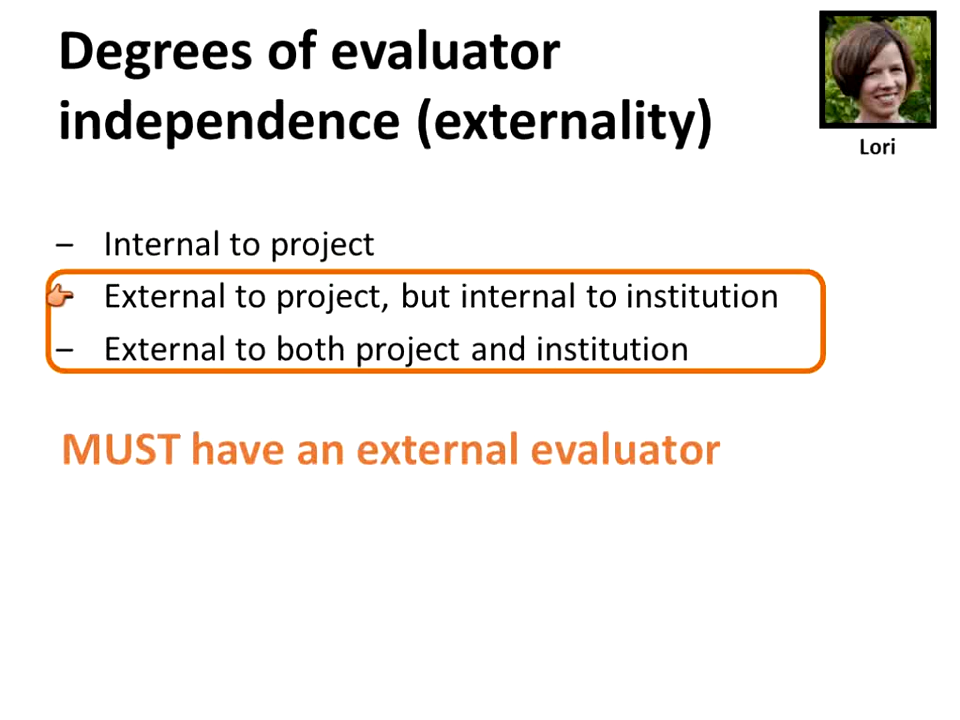 Degrees of evaluator
independence (externality)
Lori
– Internal to project
External to project, but internal to institution
– External to both project and institution
MUST have an external evaluator